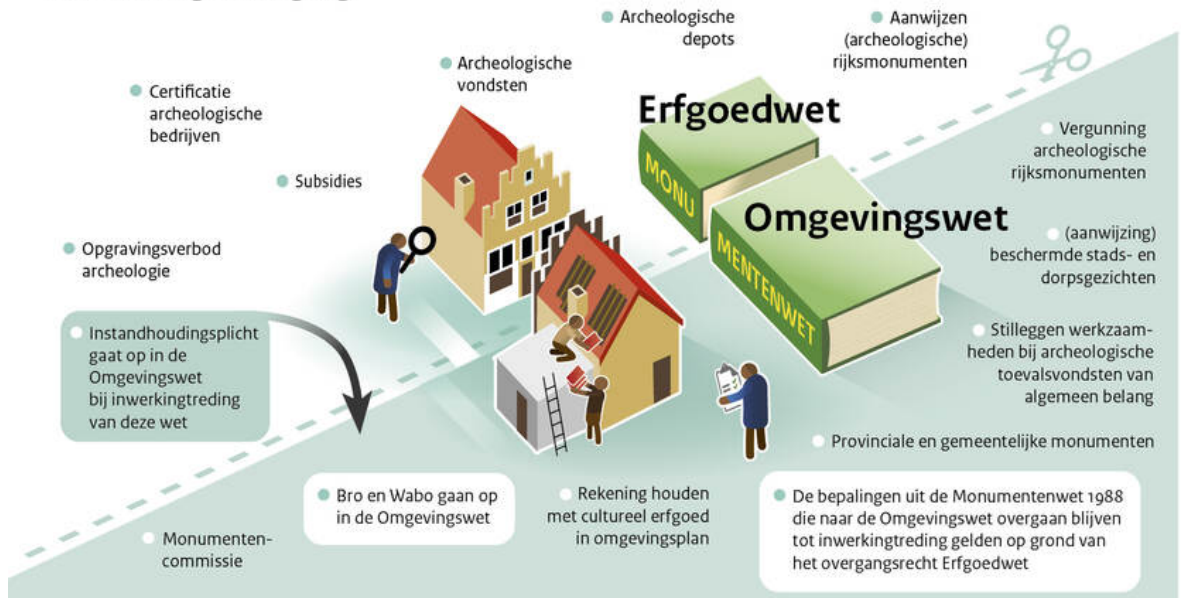 Archeologische
depots
Aanwijzen
(archeologische)
rijksmonumenten
Archeologische
vondsten
Certificatie
archeologische
bedrijven
Subsidies
Opgravingsverbod
archeologie
Erfgoedwet
MONU
Omgevingswet
MENTENWET
Vergunning
archeologische
rijksmonumenten
(aanwijzing)
beschermde stads- en
dorpsgezichten
Stilleggen werkzaam-
heden bij archeologische
toevalsvondsten van
algemeen belang
Provinciale en gemeentelijke monumenten
Instandhoudingsplicht
gaat op in de
Omgevingswet
bij inwerkingtreding
van deze wet
Monumenten-
commissie
Bro en Wabo gaan op
in de Omgevingswet
Rekening houden
met cultureel erfgoed
in omgevingsplan
De bepalingen uit de Monumentenwet 1988
die naar de Omgevingswet overgaan blijven
tot inwerkingtreding gelden op grond van
het overgangsrecht Erfgoedwet